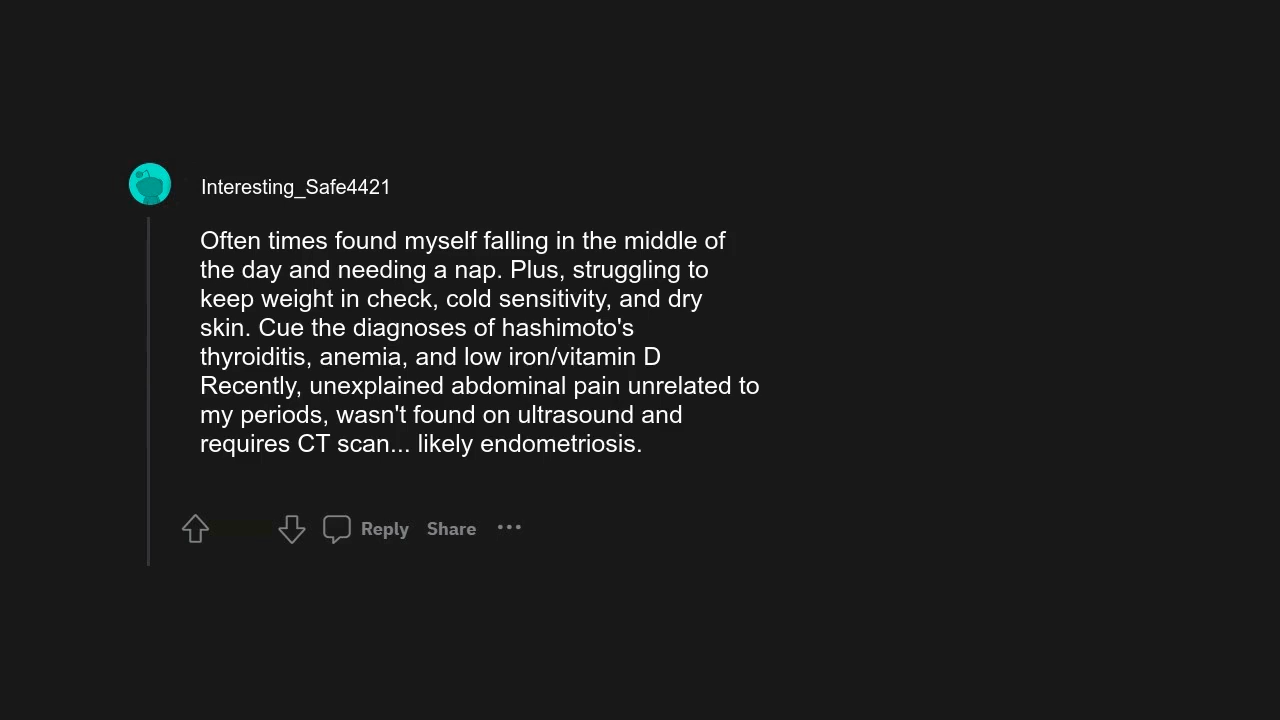 Interesting_Safe4421
Often times found myself falling in the middle of
the day and needing a nap. Plus, struggling to
keep weight in check, cold sensitivity, and dry
skin. Cue the diagnoses of hashimoto's
thyroiditis, anemia, and low iron/vitamin D
Recently, unexplained abdominal pain unrelated to
my periods, wasn't found on ultrasound and
requires CT scan... likely endometriosis.
Reply Share